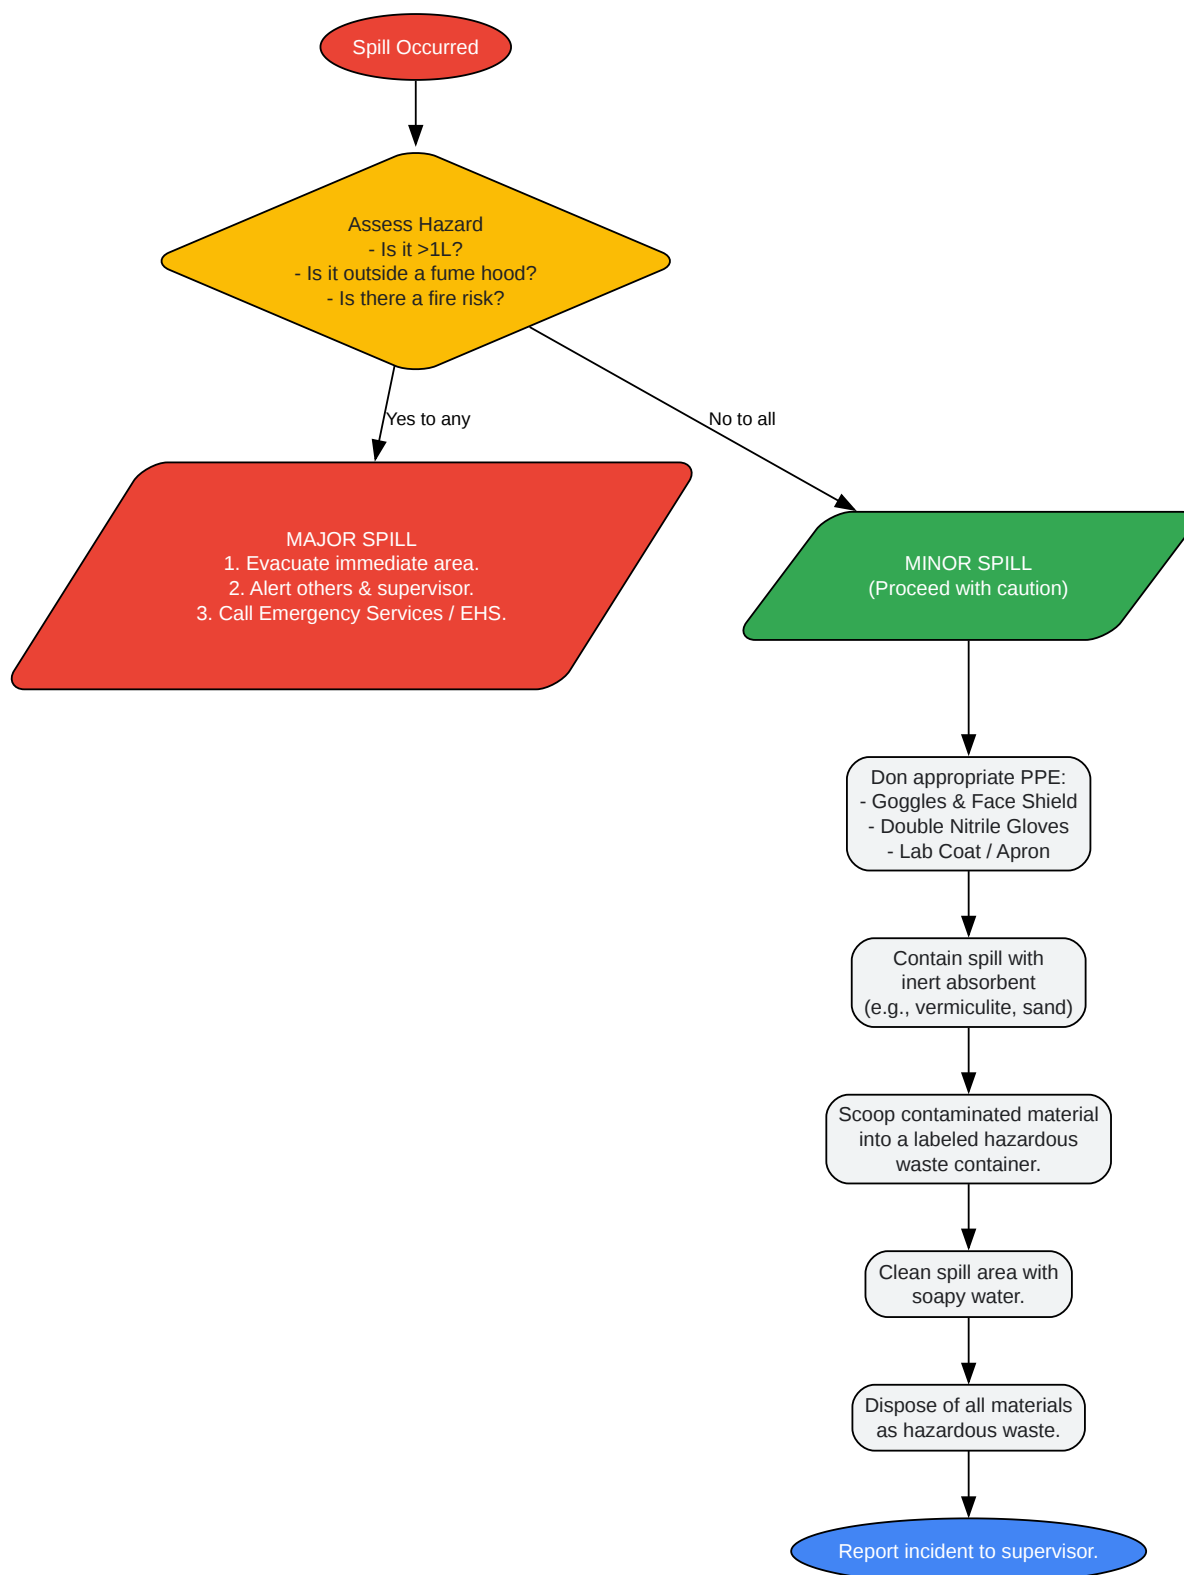 Spill Occurred
Assess Hazard
- Is it >1L?
- Is it outside a fume hood?
- Is there a fire risk?
Yes to any
No to all
MAJOR SPILL
1. Evacuate immediate area.
2. Alert others & supervisor.
3. Call Emergency Services / EHS.
MINOR SPILL
(Proceed with caution)
Don appropriate PPE:
- Goggles & Face Shield
- Double Nitrile Gloves
- Lab Coat / Apron
Contain spill with
inert absorbent
(e.g., vermiculite, sand)
Scoop contaminated material
into a labeled hazardous
waste container.
Clean spill area with
soapy water.
Dispose of all materials
as hazardous waste.
Report incident to supervisor.